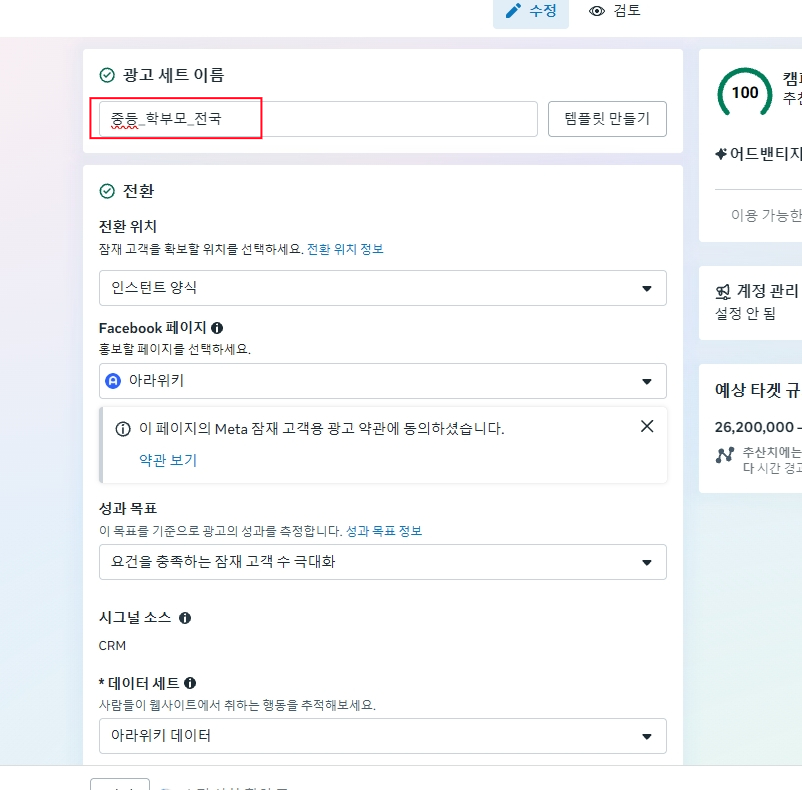 수정 검토
광고 세트 이름
중등_학부모_전국
템플릿 만들기
전환
전환 위치
잠재 고객을 확보할 위치를 선택하세요. 전환 위치 정보
인스턴트 양식
Facebook 페이지
홍보할 페이지를 선택하세요.
아라위키
이 페이지의 Meta 잠재 고객용 광고 약관에 동의하셨습니다.
약관 보기
성과 목표
이 목표를 기준으로 광고의 성과를 측정합니다. 성과 목표 정보
요건을 충족하는 잠재 고객 수 극대화
시그널 소스
CRM
* 데이터 세트
사람들이 웹사이트에서 취하는 행동을 추적해보세요.
아라위키 데이터
100
어드밴티지
이용 가능한
계정 관리
설정 안 됨
예상 타겟 규
26,200,000 -
추산치에는
다 시간 경고